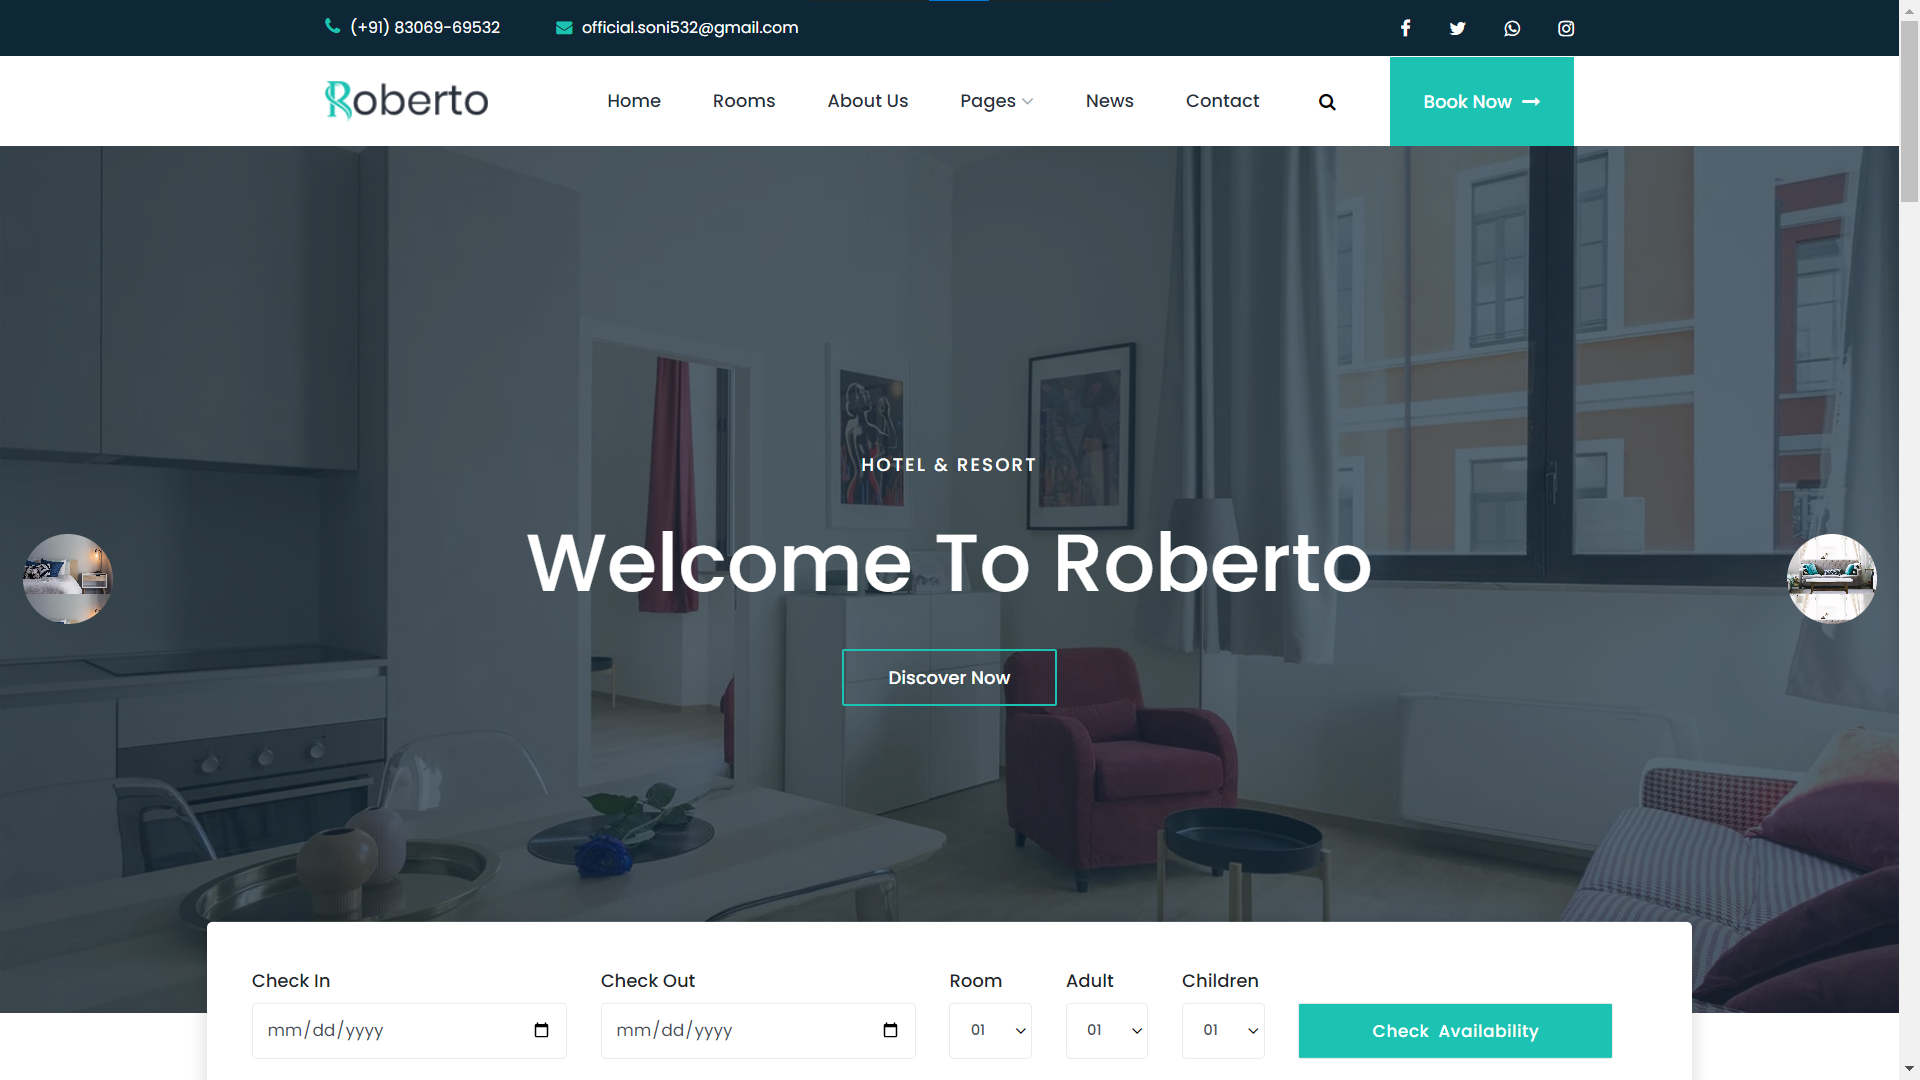 (+91) 83069-69532 official.soni532@gmail.com
Roberto Home Rooms About Us Pages News Contact Book Now
HOTEL & RESORT
Welcome To Roberto
Discover Now
Check In Check Out Room Adult Children
mm/dd/yyyy mm/dd/yyyy 01 01 01 Check Availability